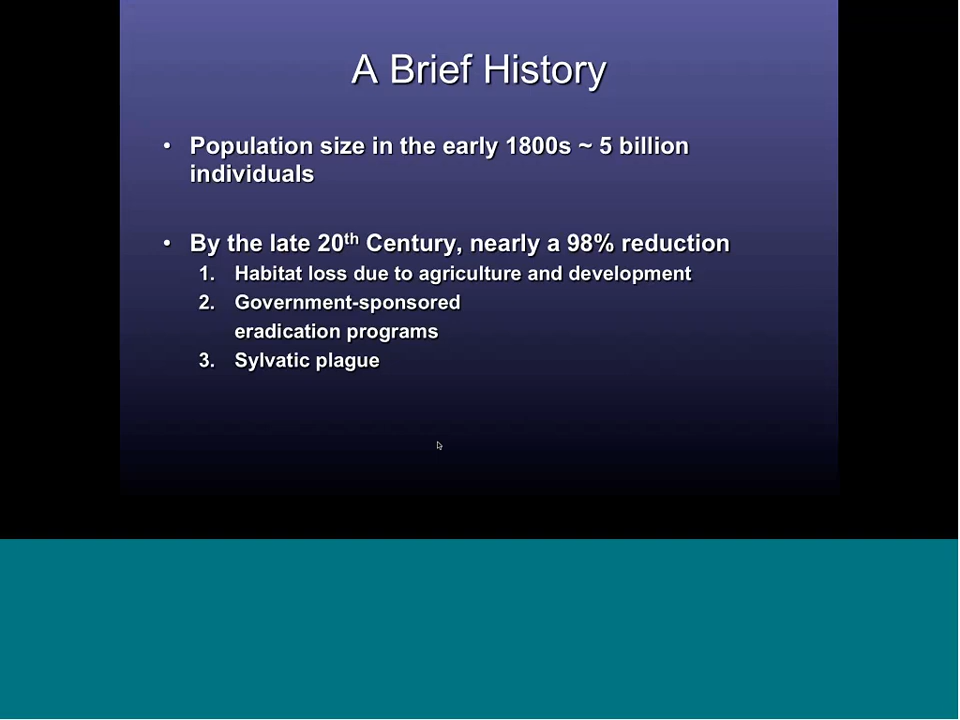 A Brief History
• Population size in the early 1800s ~ 5 billion
individuals
• By the late 20th Century, nearly a 98% reduction
1. Habitat loss due to agriculture and development
2. Government-sponsored
eradication programs
3. Sylvatic plague